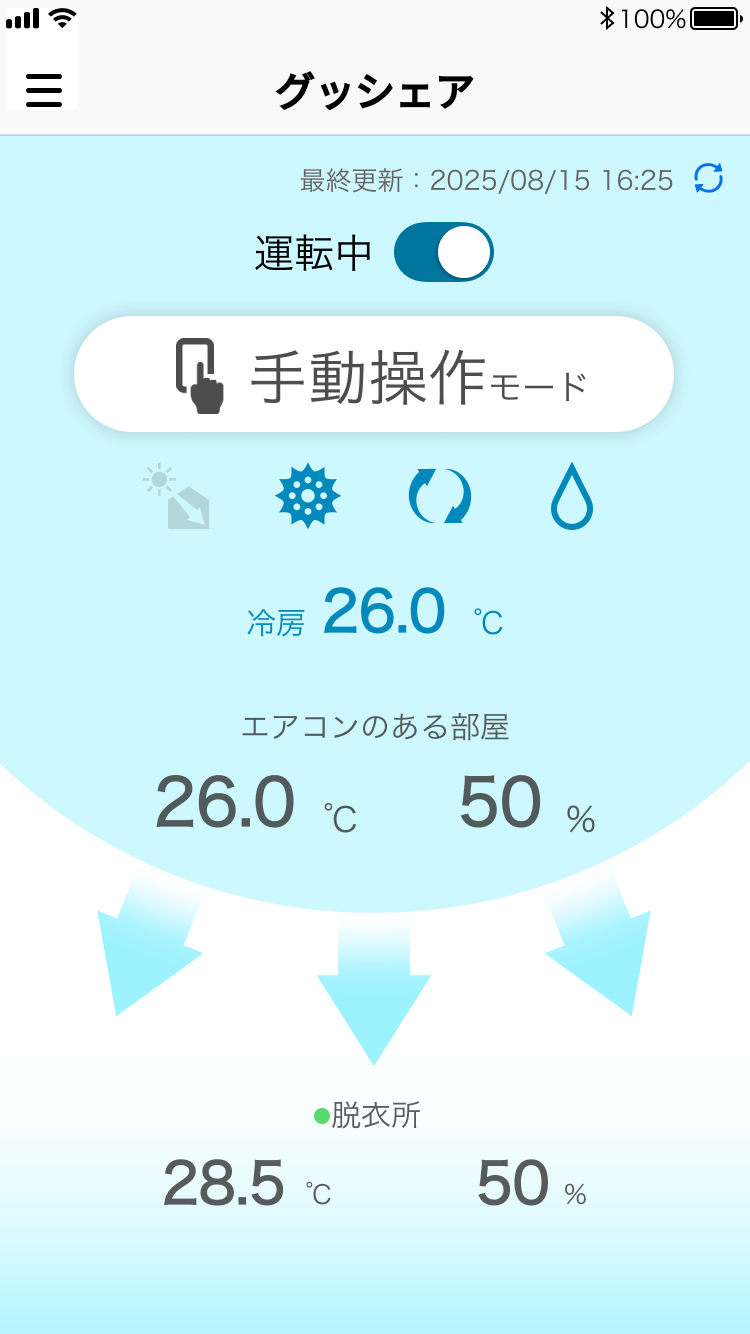 100%
グッシェア
最終更新：2025/08/15 16:25
運転中
手動操作モード
冷房 26.0 ℃
エアコンのある部屋
26.0 ℃ 50 %
脱衣所
28.5 ℃ 50 %